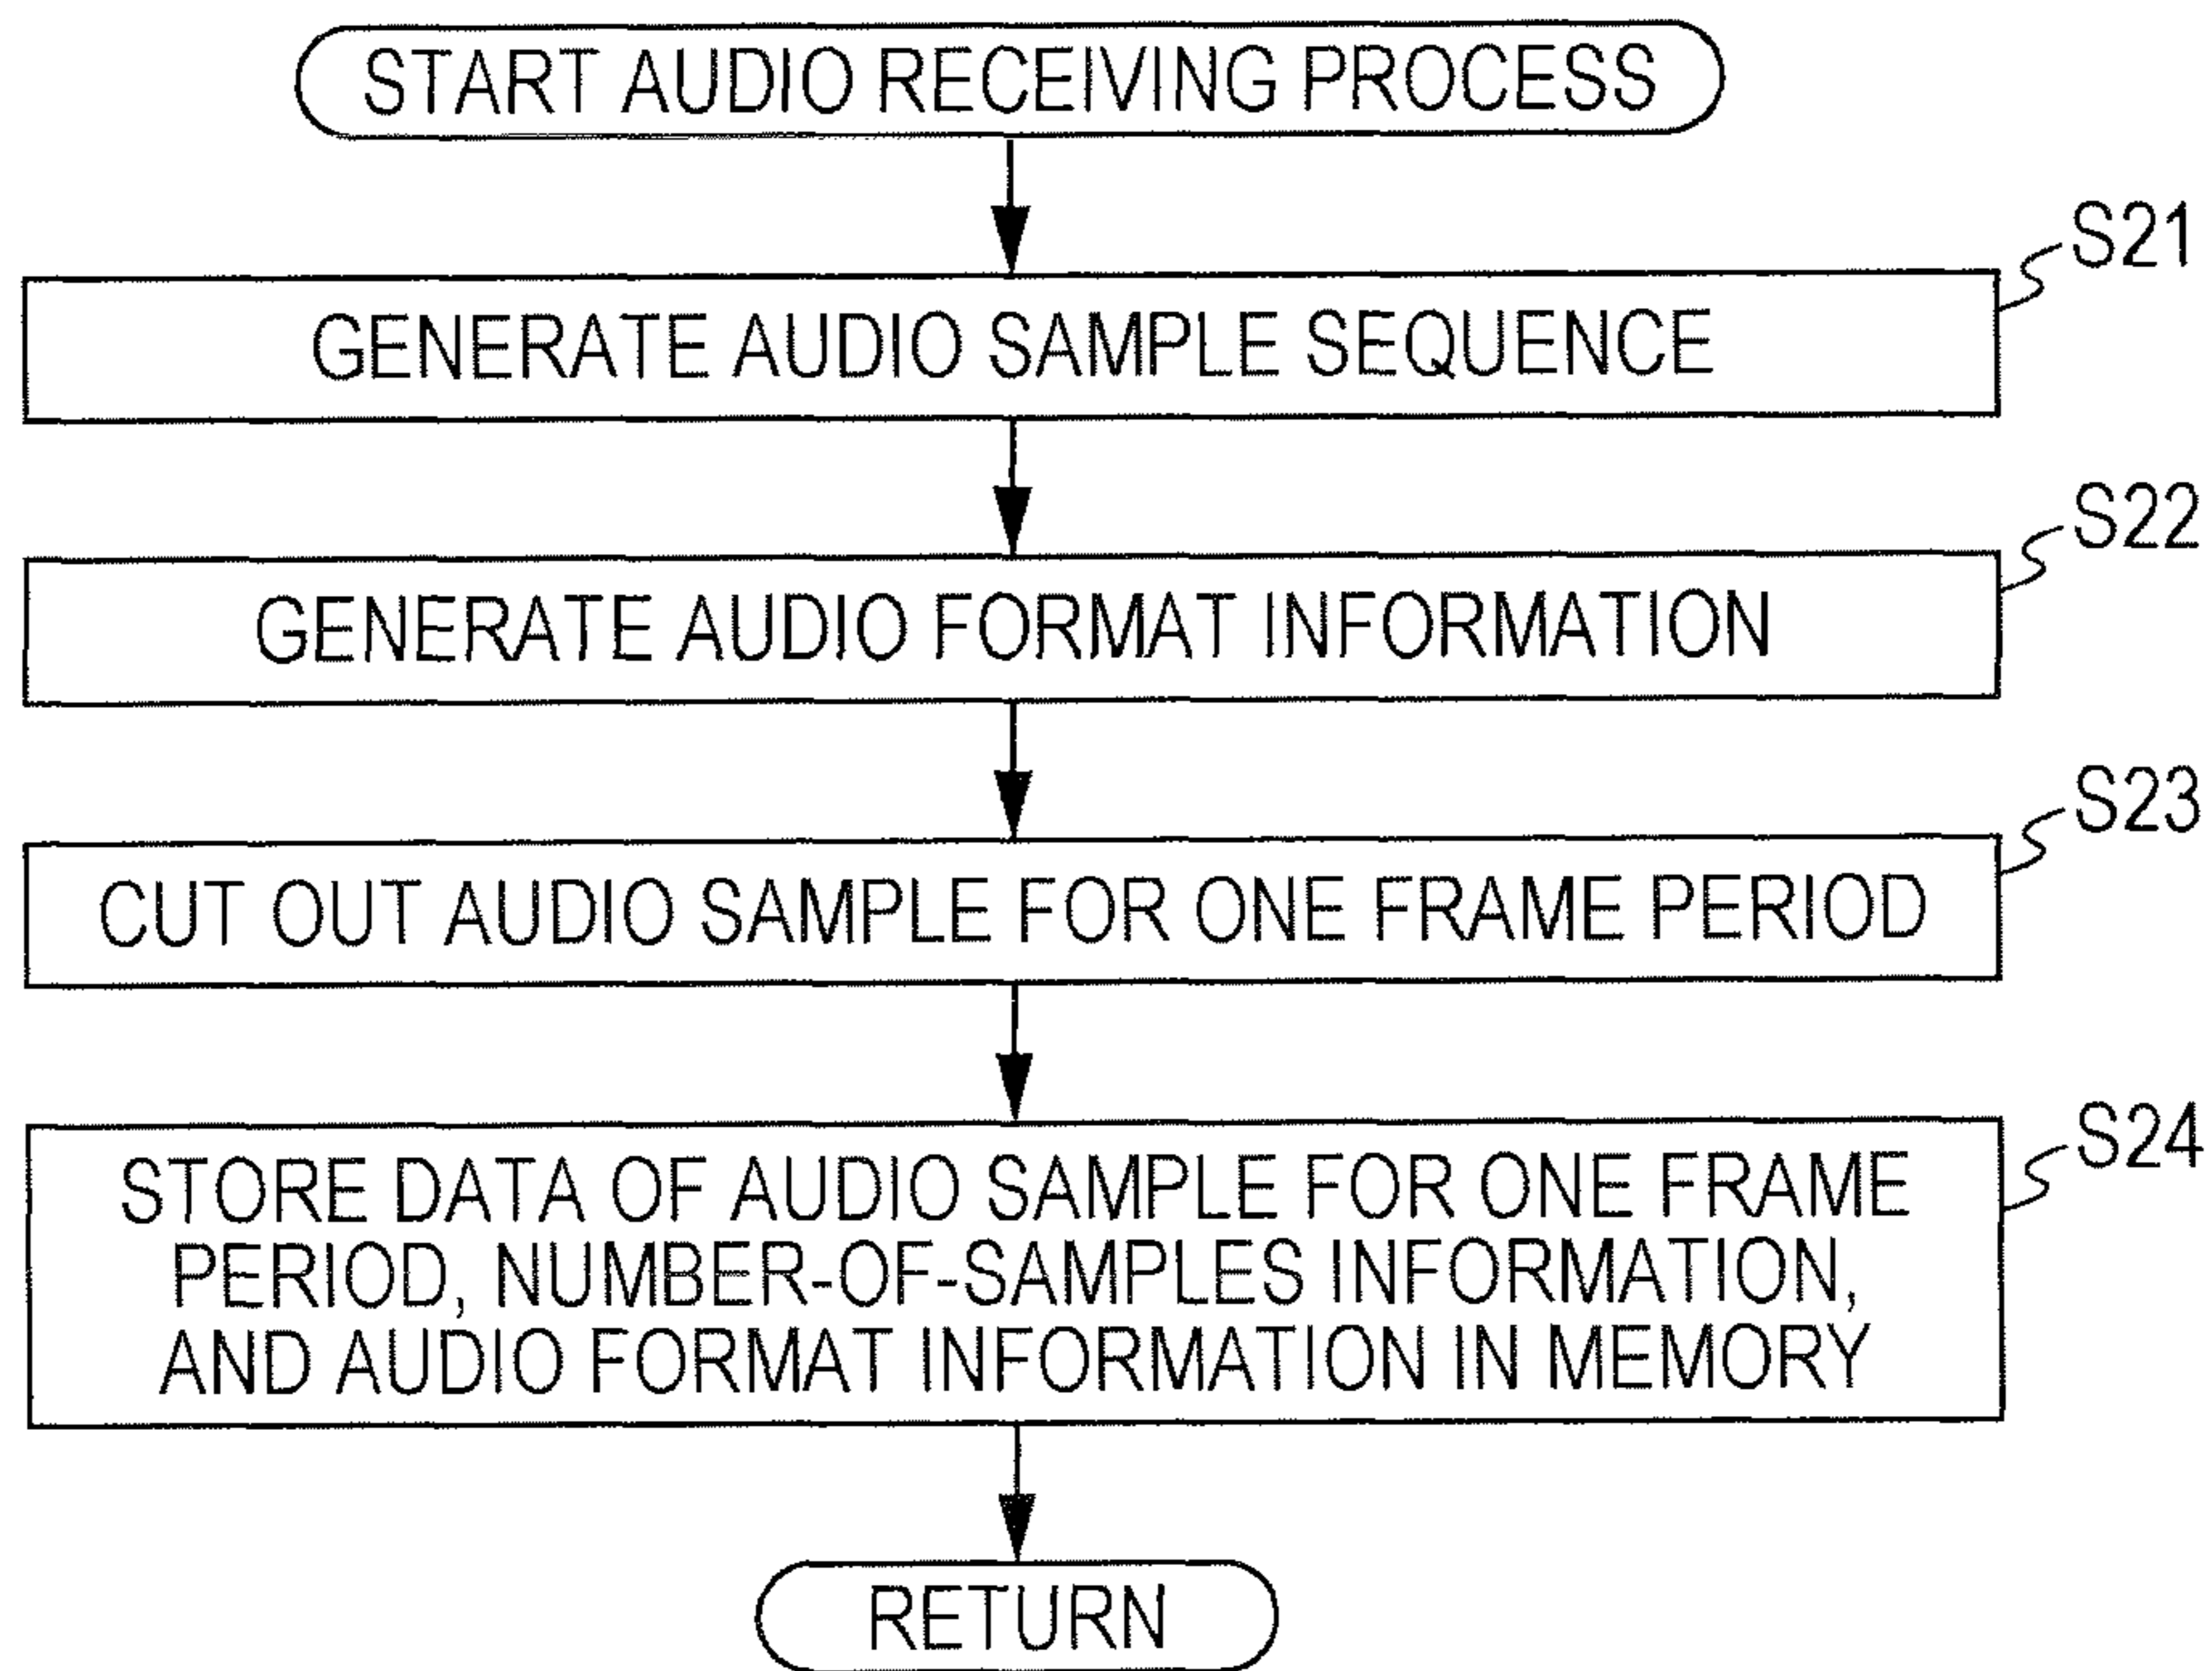 START AUDIO RECEIVING PROCESS
S21
GENERATE AUDIO SAMPLE SEQUENCE
S22
GENERATE AUDIO FORMAT INFORMATION
S23
CUT OUT AUDIO SAMPLE FOR ONE FRAME PERIOD
S24
STORE DATA OF AUDIO SAMPLE FOR ONE FRAME
PERIOD, NUMBER-OF-SAMPLES INFORMATION,
AND AUDIO FORMAT INFORMATION IN MEMORY
RETURN